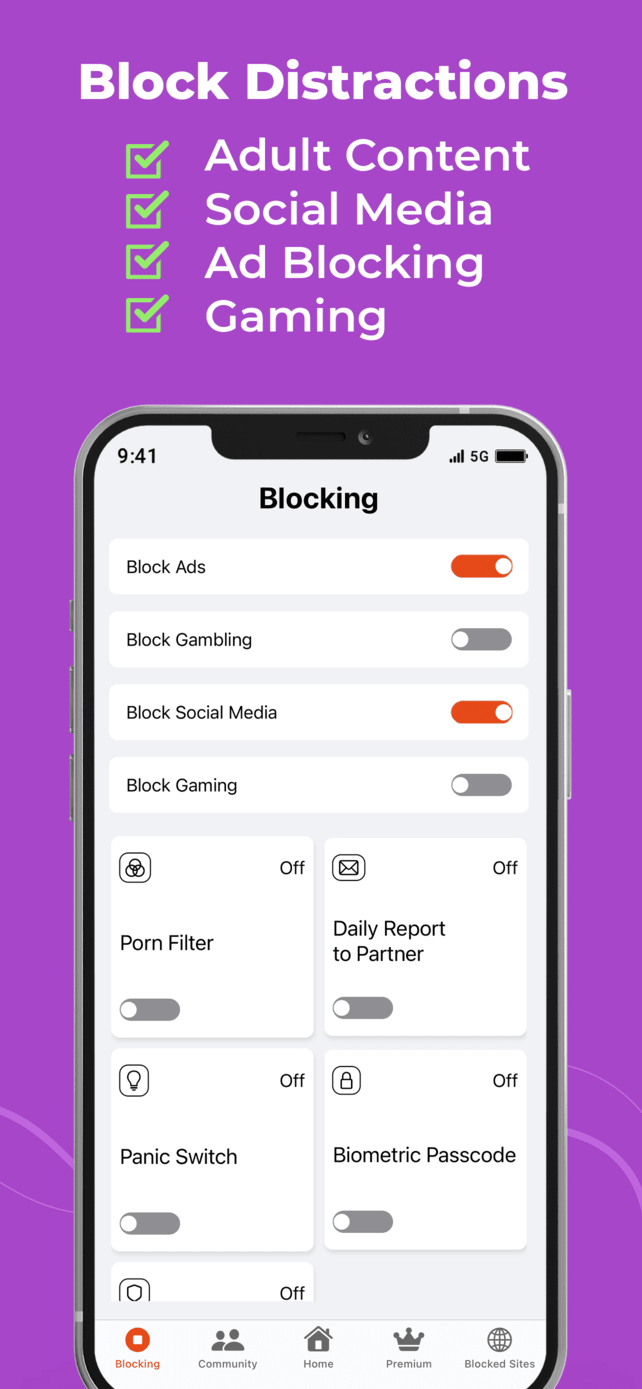 Block Distractions
Adult Content
Social Media
Ad Blocking
Gaming
9:41
5G
Blocking
Block Ads
Block Gambling
Block Social Media
Block Gaming
Off
Porn Filter
Off
Daily Report
to Partner
Off
Panic Switch
Off
Biometric Passcode
Off
Blocking
Community
Home
Premium
Blocked Sites